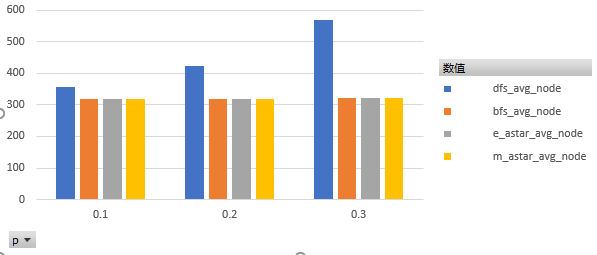 600
500
400
300
200
100
0
0.1
0.2
0.3
数值
dfs_avg_node
bfs_avg_node
e_astar_avg_node
m_astar_avg_node
p